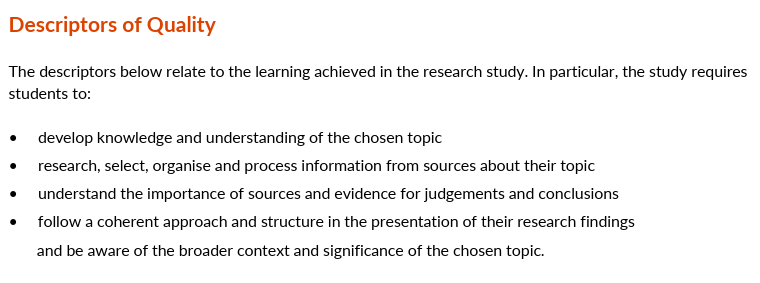 Descriptors of Quality
The descriptors below relate to the learning achieved in the research study. In particular, the study requires
students to:
• develop knowledge and understanding of the chosen topic
• research, select, organise and process information from sources about their topic
• understand the importance of sources and evidence for judgements and conclusions
• follow a coherent approach and structure in the presentation of their research findings
and be aware of the broader context and significance of the chosen topic.